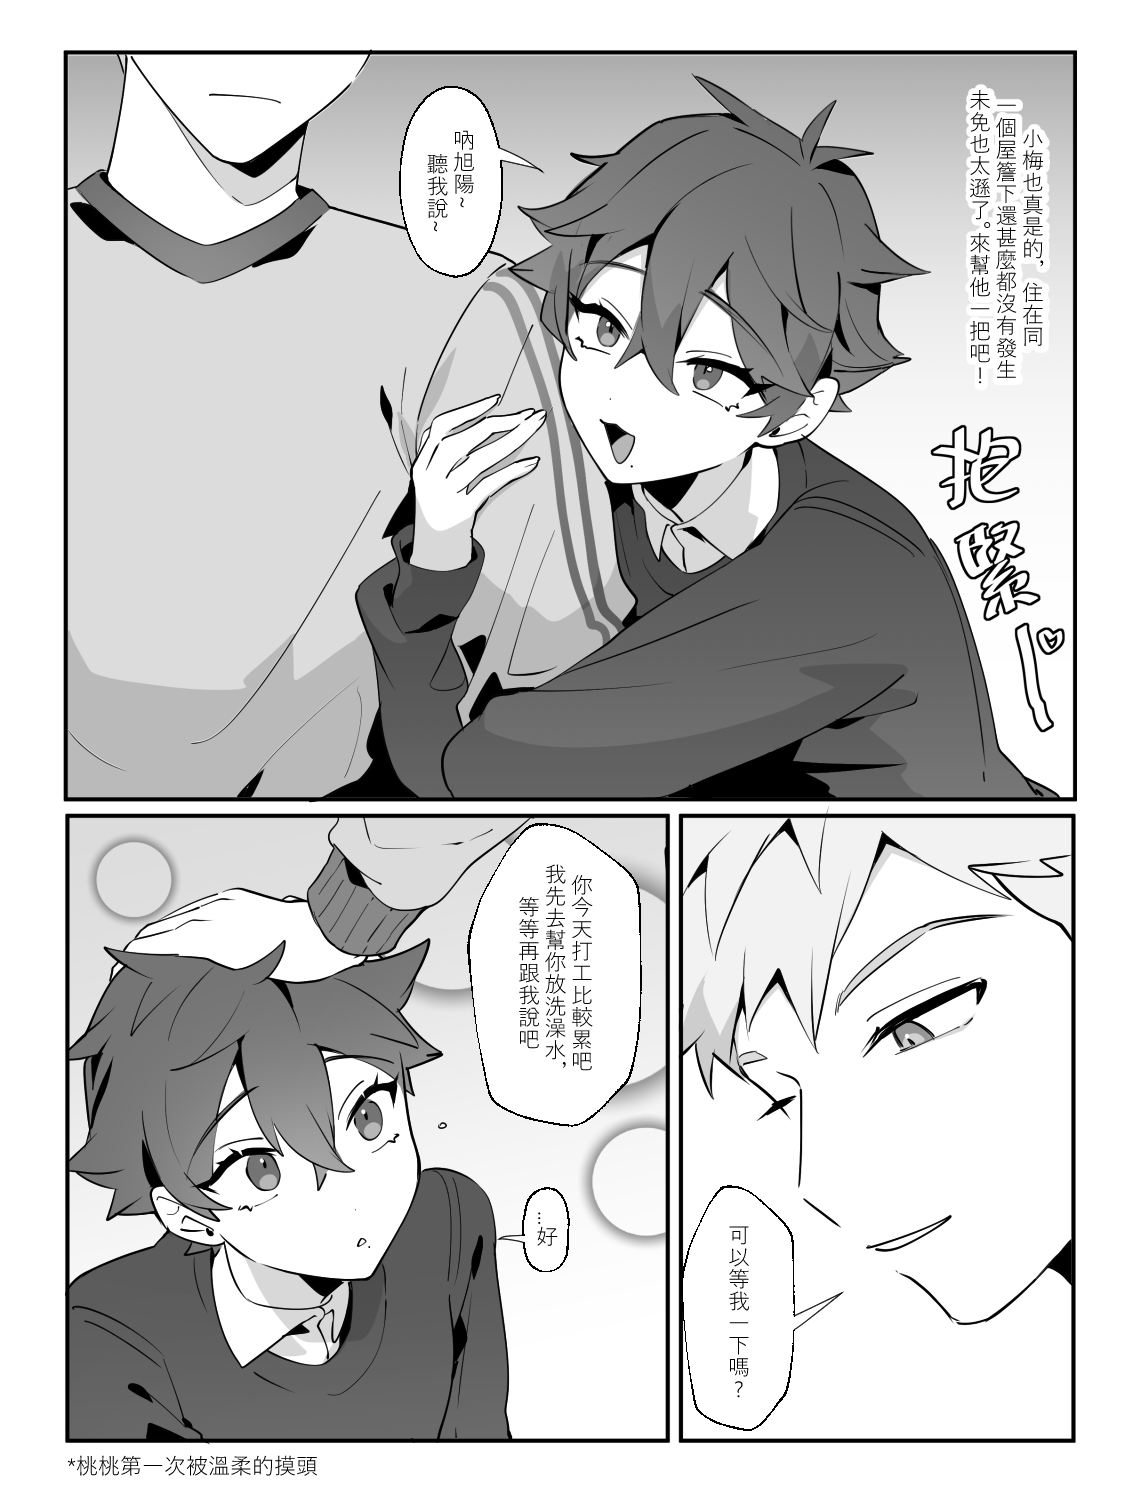 小梅也真是的，住在同
一個屋簷下還甚麼都沒有發生
未免也太遜了。來幫他一把吧！
吶旭陽~
聽我說~
抱緊ー♡
可以等我一下嗎？
你今天打工比較累吧
我先去幫你放洗澡水，
等等再跟我說吧
…好
*桃桃第一次被溫柔的摸頭